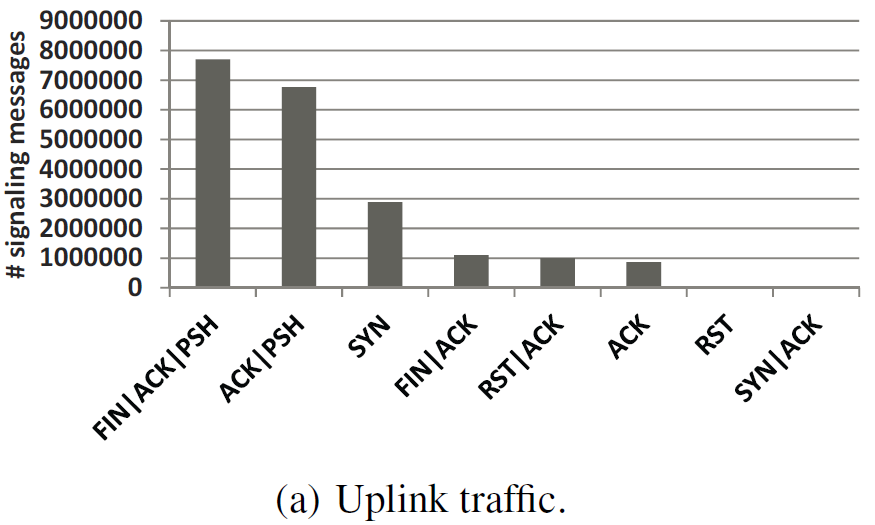 # signaling messages
9000000
8000000
7000000
6000000
5000000
4000000
3000000
2000000
1000000
0
FIN|ACK|PSH
ACK|PSH
SYN
FIN|ACK
RST|ACK
ACK
RST
SYN|ACK
(a) Uplink traffic.